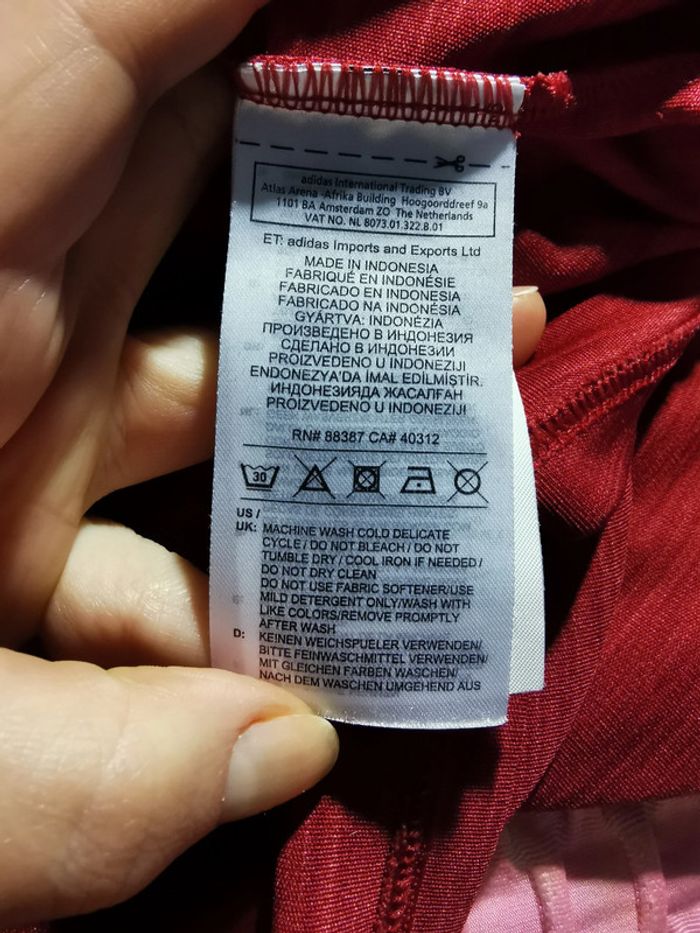 adidas International Trading BV
Atlas Arena -Afrika Building Hoogoorddreef 9a
1101 BA Amsterdam ZO The Netherlands
VAT NO. NL 8073.01.322.B.01
ET: adidas Imports and Exports Ltd
MADE IN INDONESIA
FABRIQUÉ EN INDONÉSIE
FABRICADO EN INDONESIA
FABRICADO NA INDONÉSIA
GYÁRTVA: INDONÉZIA
ПРОИЗВЕДЕНО В ИНДОНЕЗИЯ
СДЕЛАНО В ИНДОНЕЗИИ
PROIZVEDENO U INDONEZIJI
ENDONEZYA'DA İMAL EDİLMİŞTİR.
ИНДОНЕЗИЯДА ЖАСАЛҒАН
PROIZVEDENO U INDONEZIJI
RN# 88387 CA# 40312
30
US /
UK: MACHINE WASH COLD DELICATE
CYCLE / DO NOT BLEACH / DO NOT
TUMBLE DRY / COOL IRON IF NEEDED /
DO NOT DRY CLEAN
DO NOT USE FABRIC SOFTENER/USE
MILD DETERGENT ONLY/WASH WITH
LIKE COLORS/REMOVE PROMPTLY
AFTER WASH
D: KEINEN WEICHSPUELER VERWENDEN/
BITTE FEINWASCHMITTEL VERWENDEN/
MIT GLEICHEN FARBEN WASCHEN/
NACH DEM WASCHEN UMGEHEND AUS